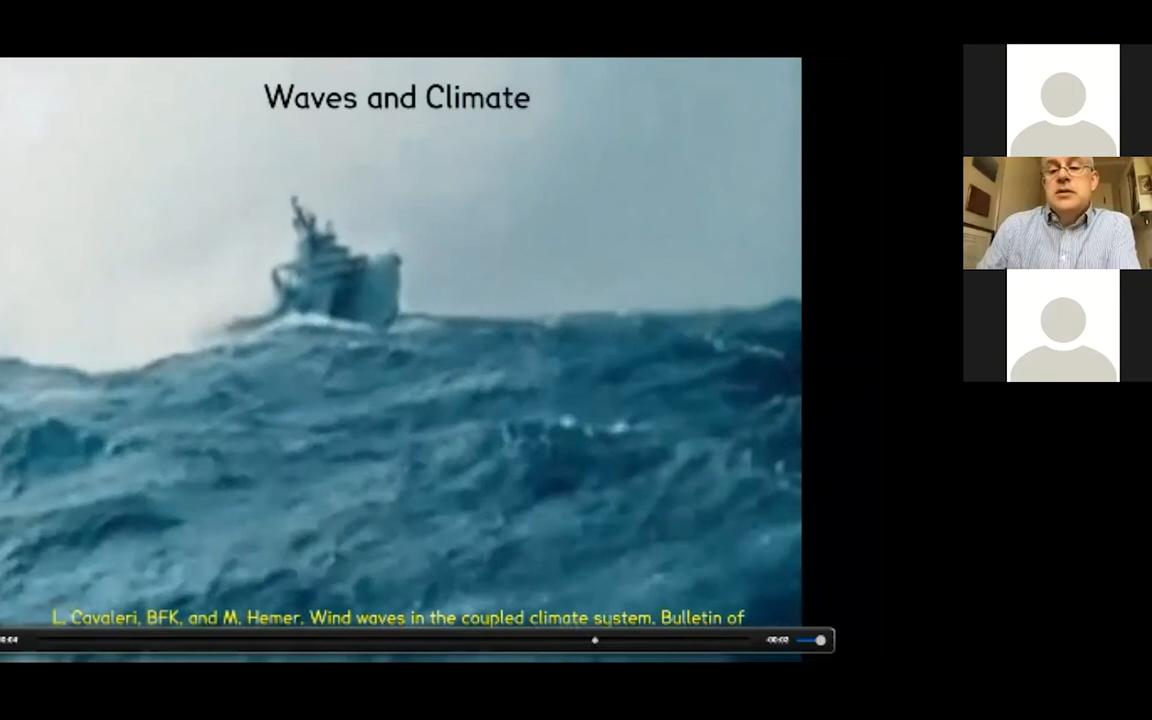 Waves and Climate
L. Cavaleri, BFK, and M. Hemer. Wind waves in the coupled climate system. Bulletin of